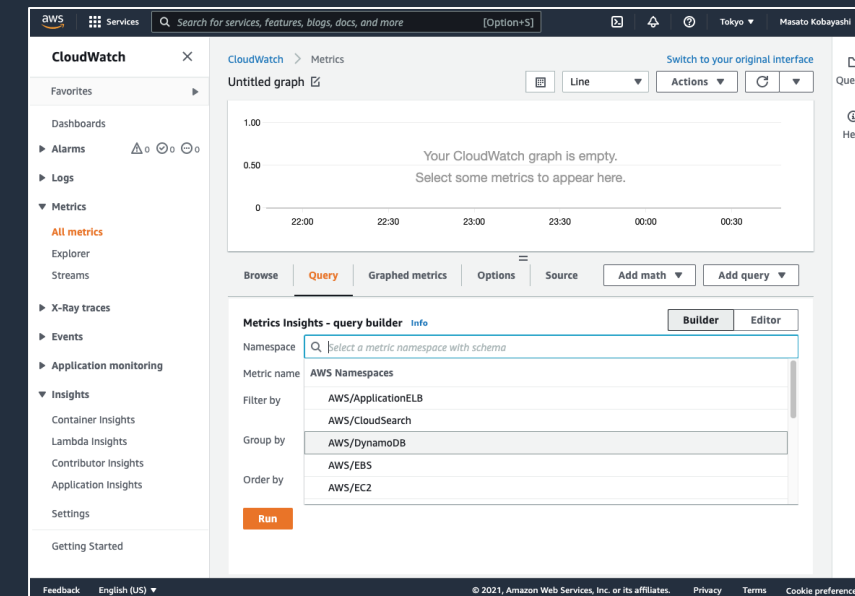 aws Services Search for services, features, blogs, docs, and more [Option+S] Tokyo ▼ Masato Kobayashi
CloudWatch ×
Favorites
Dashboards
Alarms 0 0 0
Logs
Metrics
All metrics
Explorer
Streams
X-Ray traces
Events
Application monitoring
Insights
Container Insights
Lambda Insights
Contributor Insights
Application Insights
Settings
Getting Started
CloudWatch > Metrics
Switch to your original interface
Untitled graph
Line ▼ Actions ▼
1.00
0.50
0
Your CloudWatch graph is empty.
Select some metrics to appear here.
22:00 22:30 23:00 23:30 00:00 00:30
Browse Query Graphed metrics Options Source Add math ▼ Add query ▼
Metrics Insights - query builder Info Builder Editor
Namespace Select a metric namespace with schema
Metric name AWS Namespaces
Filter by AWS/ApplicationELB
AWS/CloudSearch
Group by AWS/DynamoDB
AWS/EBS
Order by AWS/EC2
Run
Que
He
Feedback English (US) ▼ © 2021, Amazon Web Services, Inc. or its affiliates. Privacy Terms Cookie preference